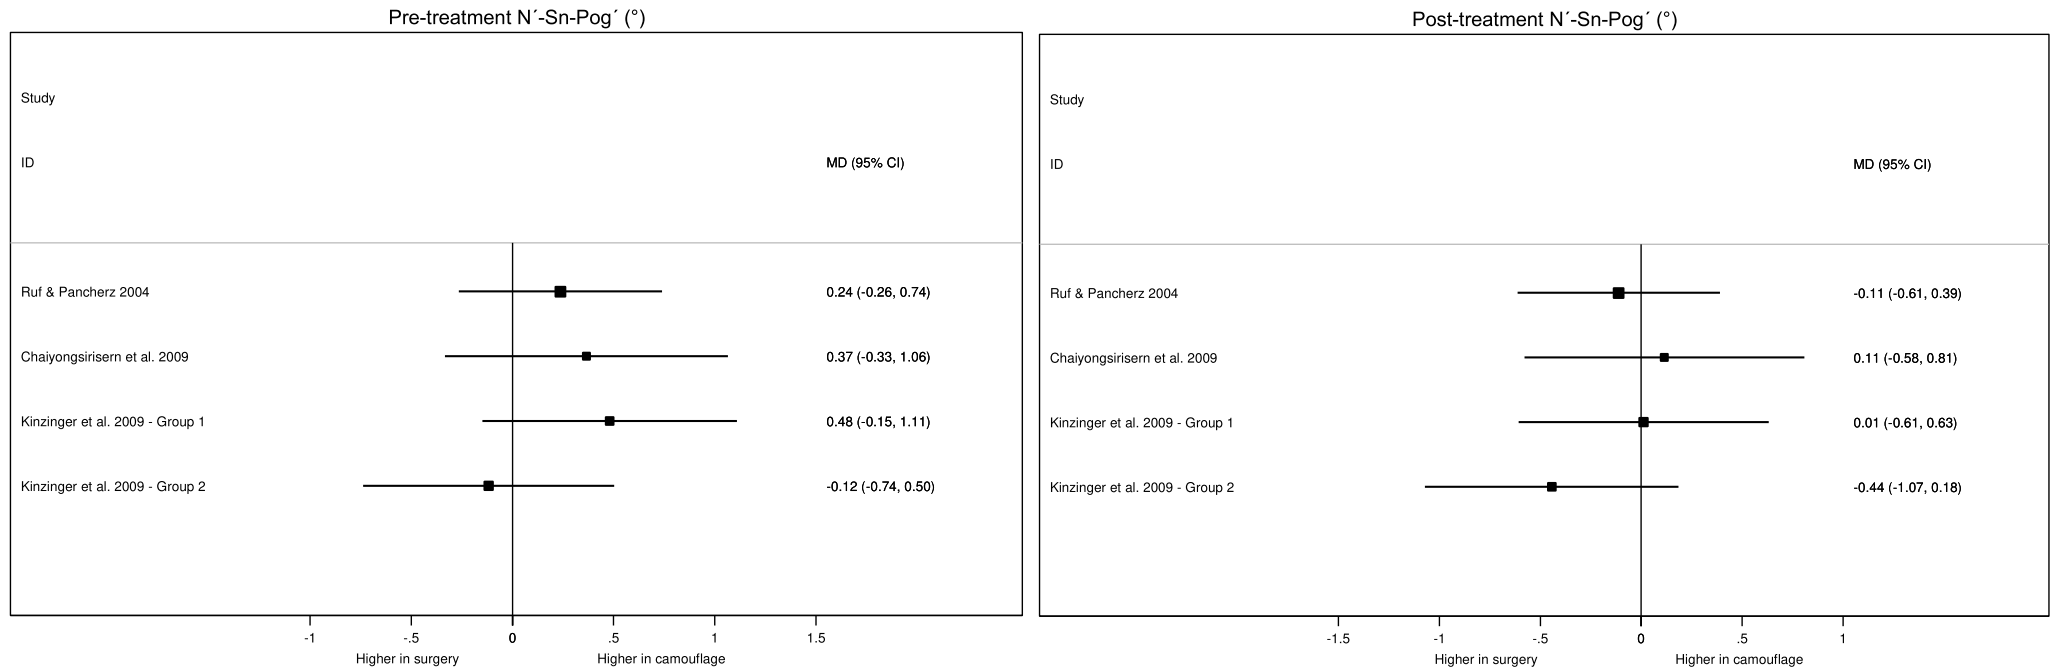 Pre-treatment N´-Sn-Pog´ (°)
Study
ID MD (95% CI)
Ruf & Pancherz 2004 0.24 (-0.26, 0.74)
Chaiyongsirisern et al. 2009 0.37 (-0.33, 1.06)
Kinzinger et al. 2009 - Group 1 0.48 (-0.15, 1.11)
Kinzinger et al. 2009 - Group 2 -0.12 (-0.74, 0.50)
-1 -.5 0 .5 1 1.5
Higher in surgery Higher in camouflage
Post-treatment N´-Sn-Pog´ (°)
Study
ID MD (95% CI)
Ruf & Pancherz 2004 -0.11 (-0.61, 0.39)
Chaiyongsirisern et al. 2009 0.11 (-0.58, 0.81)
Kinzinger et al. 2009 - Group 1 0.01 (-0.61, 0.63)
Kinzinger et al. 2009 - Group 2 -0.44 (-1.07, 0.18)
-1.5 -1 -.5 0 .5 1
Higher in surgery Higher in camouflage